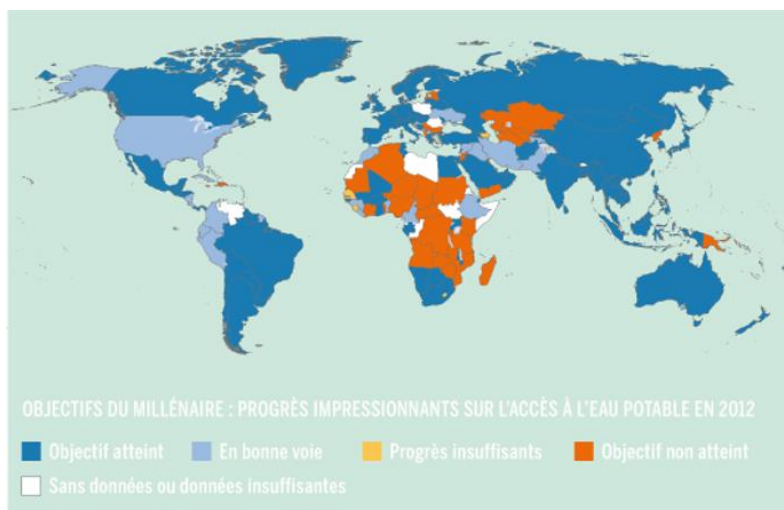 OBJECTIFS DU MILLÉNAIRE : PROGRÈS IMPRESSIONNANTS SUR L'ACCÈS À L'EAU POTABLE EN 2012
Objectif atteint En bonne voie Progrès insuffisants Objectif non atteint
Sans données ou données insuffisantes